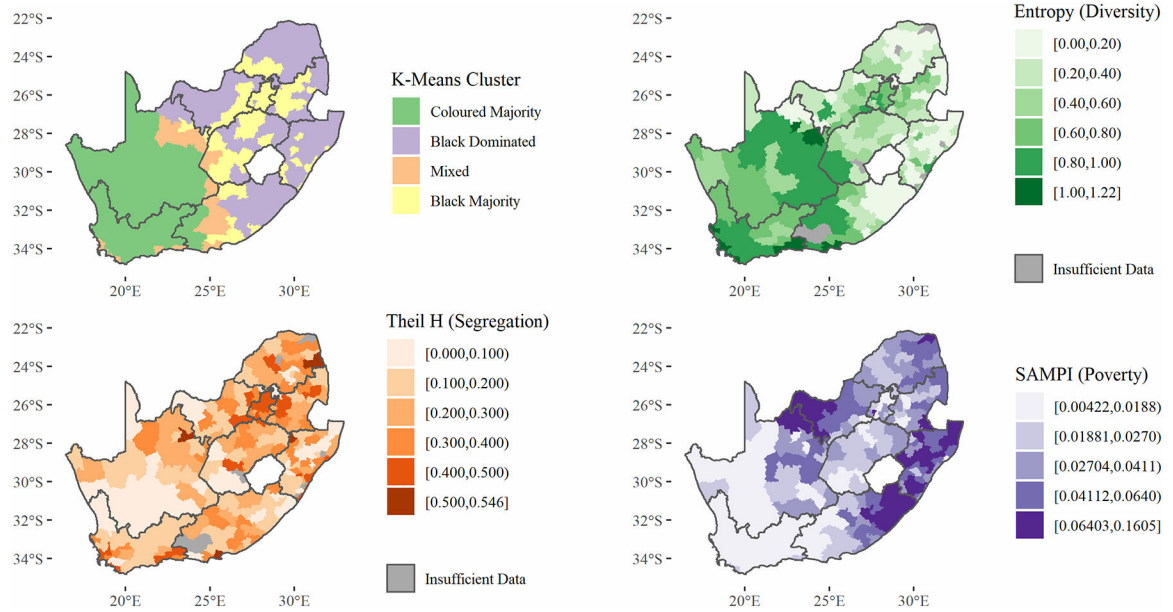 22°S
24°S
26°S
28°S
30°S
32°S
34°S
20°E
25°E
30°E
K-Means Cluster
Coloured Majority
Black Dominated
Mixed
Black Majority
22°S
24°S
26°S
28°S
30°S
32°S
34°S
20°E
25°E
30°E
Entropy (Diversity)
[0.00,0.20)
[0.20,0.40)
[0.40,0.60)
[0.60,0.80)
[0.80,1.00)
[1.00,1.22]
Insufficient Data
22°S
24°S
26°S
28°S
30°S
32°S
34°S
20°E
25°E
30°E
Theil H (Segregation)
[0.000,0.100)
[0.100,0.200)
[0.200,0.300)
[0.300,0.400)
[0.400,0.500)
[0.500,0.546]
Insufficient Data
22°S
24°S
26°S
28°S
30°S
32°S
34°S
20°E
25°E
30°E
SAMPI (Poverty)
[0.00422,0.0188)
[0.01881,0.0270)
[0.02704,0.0411)
[0.04112,0.0640)
[0.06403,0.1605]